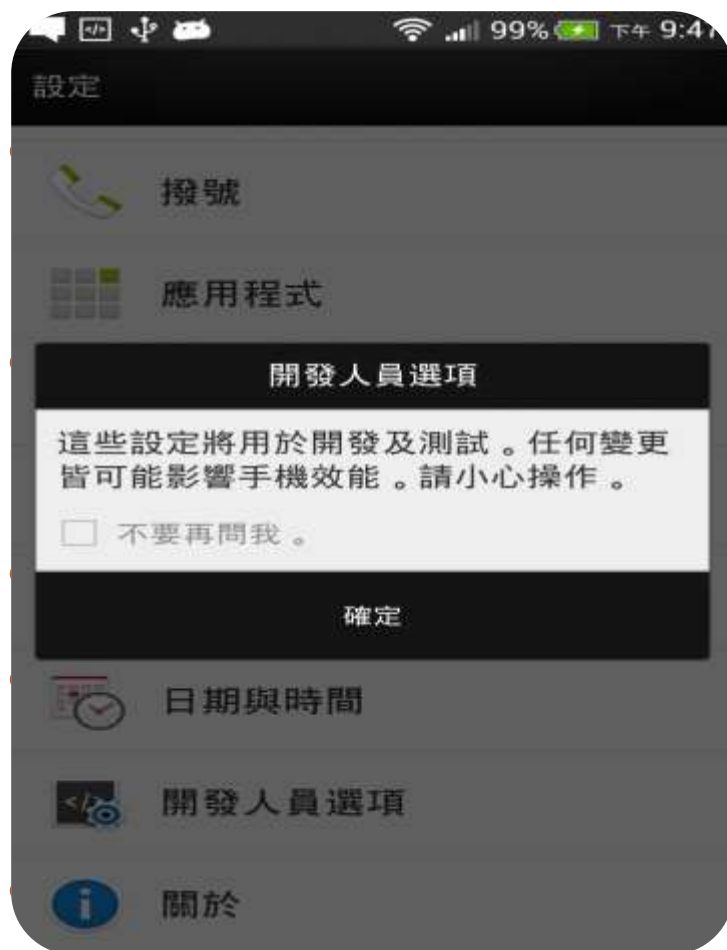 99% 下午 9:47
設定
撥號
應用程式
開發人員選項
這些設定將用於開發及測試。任何變更
皆可能影響手機效能。請小心操作。
不要再問我。
確定
日期與時間
開發人員選項
關於